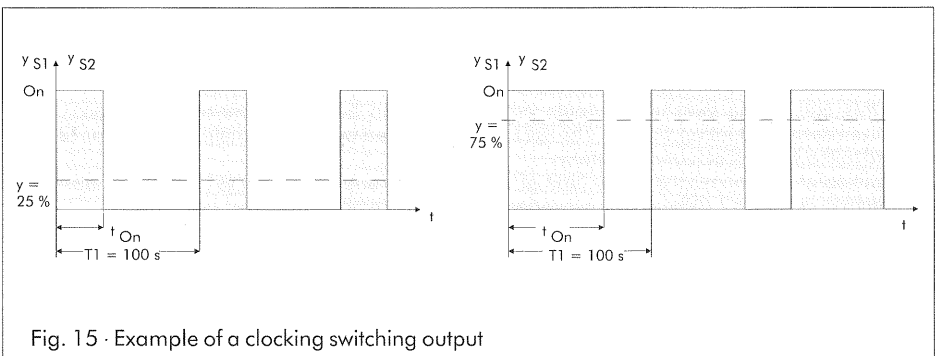 y S1 y S2
On
y =
25 %
t
t On
T1 = 100 s
y S1 y S2
On
y =
75 %
t
t On
T1 = 100 s
Fig. 15 · Example of a clocking switching output